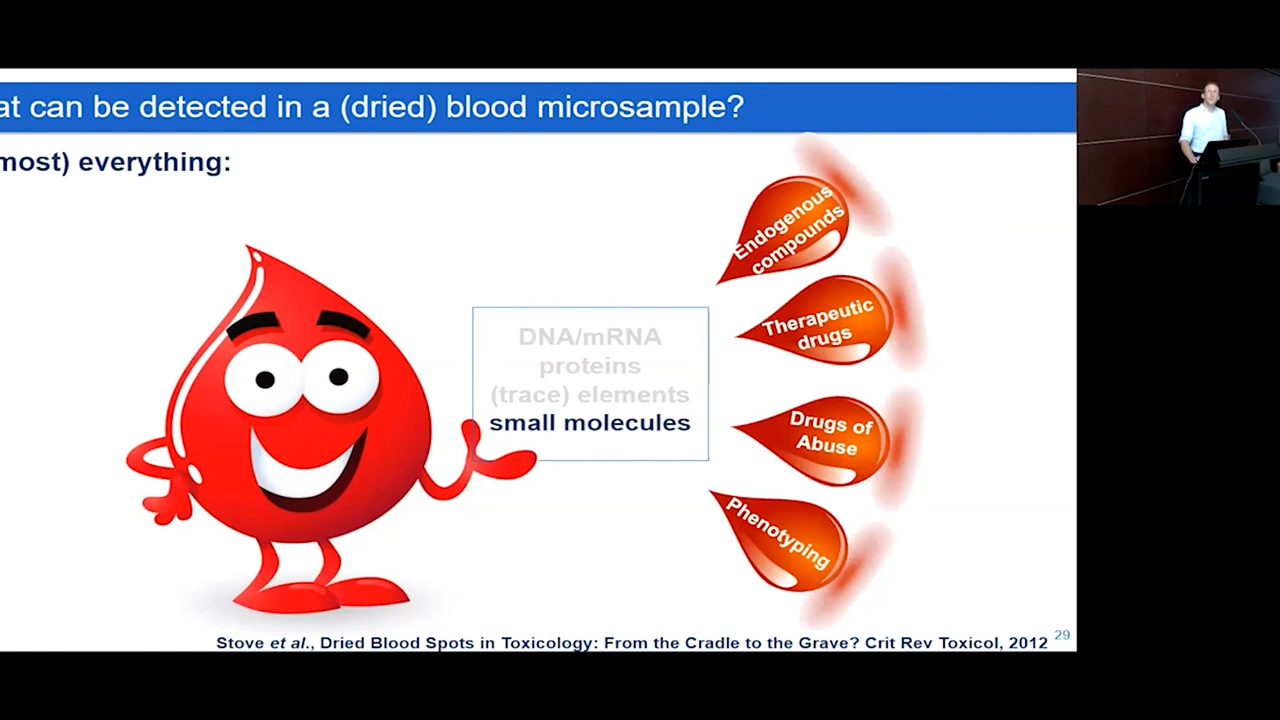 at can be detected in a (dried) blood microsample?
most) everything:
Endogenous
compounds
Therapeutic
drugs
DNA/mRNA
proteins
(trace) elements
small molecules
Drugs of
Abuse
Phenotyping
Stove et al., Dried Blood Spots in Toxicology: From the Cradle to the Grave? Crit Rev Toxicol, 2012
29